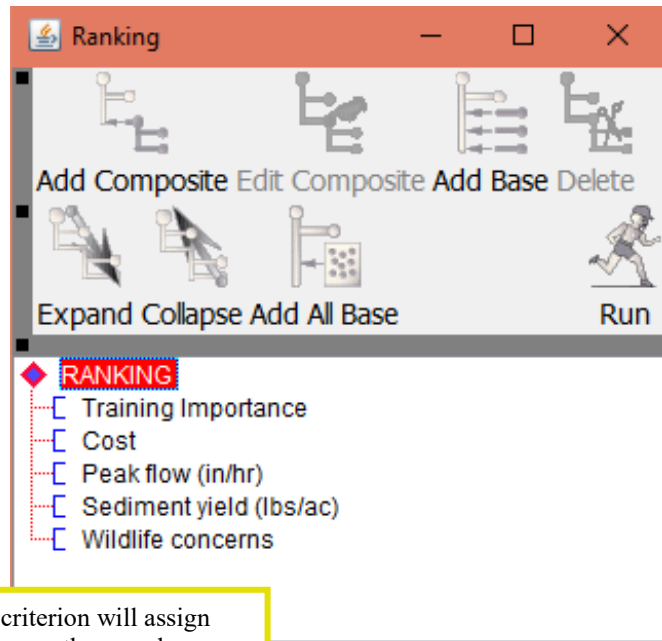 Ranking
Add Composite Edit Composite Add Base Delete
Expand Collapse Add All Base Run
RANKING
Training Importance
Cost
Peak flow (in/hr)
Sediment yield (lbs/ac)
Wildlife concerns
criterion will assign